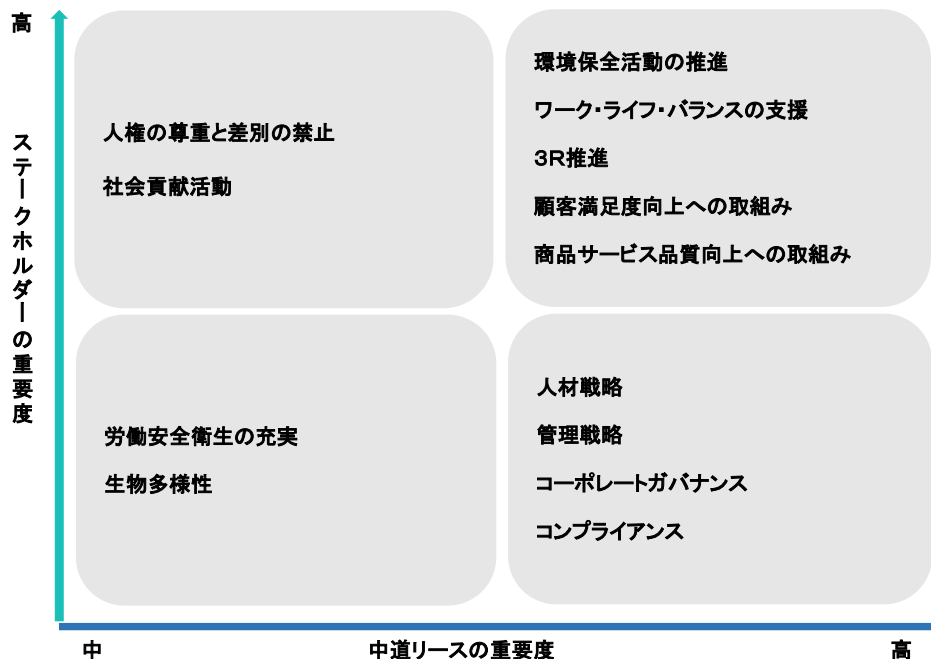 高
ステークホルダーの重要度
人権の尊重と差別の禁止
社会貢献活動
環境保全活動の推進
ワーク・ライフ・バランスの支援
3R推進
顧客満足度向上への取組み
商品サービス品質向上への取組み
労働安全衛生の充実
生物多様性
人材戦略
管理戦略
コーポレートガバナンス
コンプライアンス
中
中道リースの重要度
高